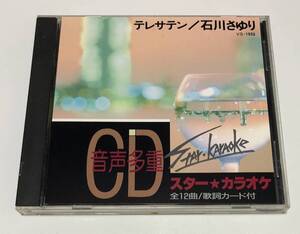 テレサテン／石川さゆり
音声多重
CD
Star・Karaoke
スター★カラオケ
全12曲/歌詞カード付